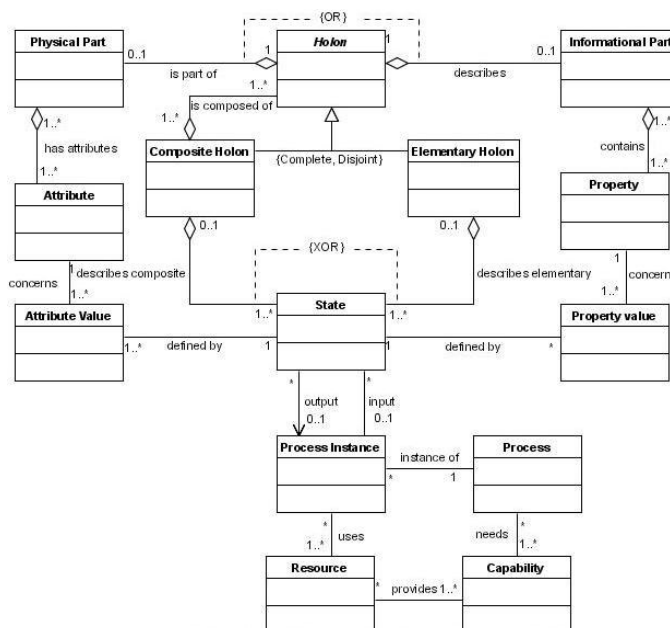 {OR}
Physical Part
Holon
Informational Part
0..1
1
1
0..1
is part of
describes
1..*
is composed of
1..*
1..*
has attributes
contains
Composite Holon
Elementary Holon
{Complete, Disjoint}
1..*
1..*
Attribute
Property
0..1
0..1
{XOR}
1
describes composite
describes elementary
1
concerns
concern
1..*
1..*
State
1..*
1..*
Attribute Value
Property value
1..*
defined by
1
1
defined by
*
*
*
output
input
0..1
0..1
Process Instance
Process
instance of
*
1
*
*
uses
needs
1..*
1..*
Resource
Capability
*
provides
1..*